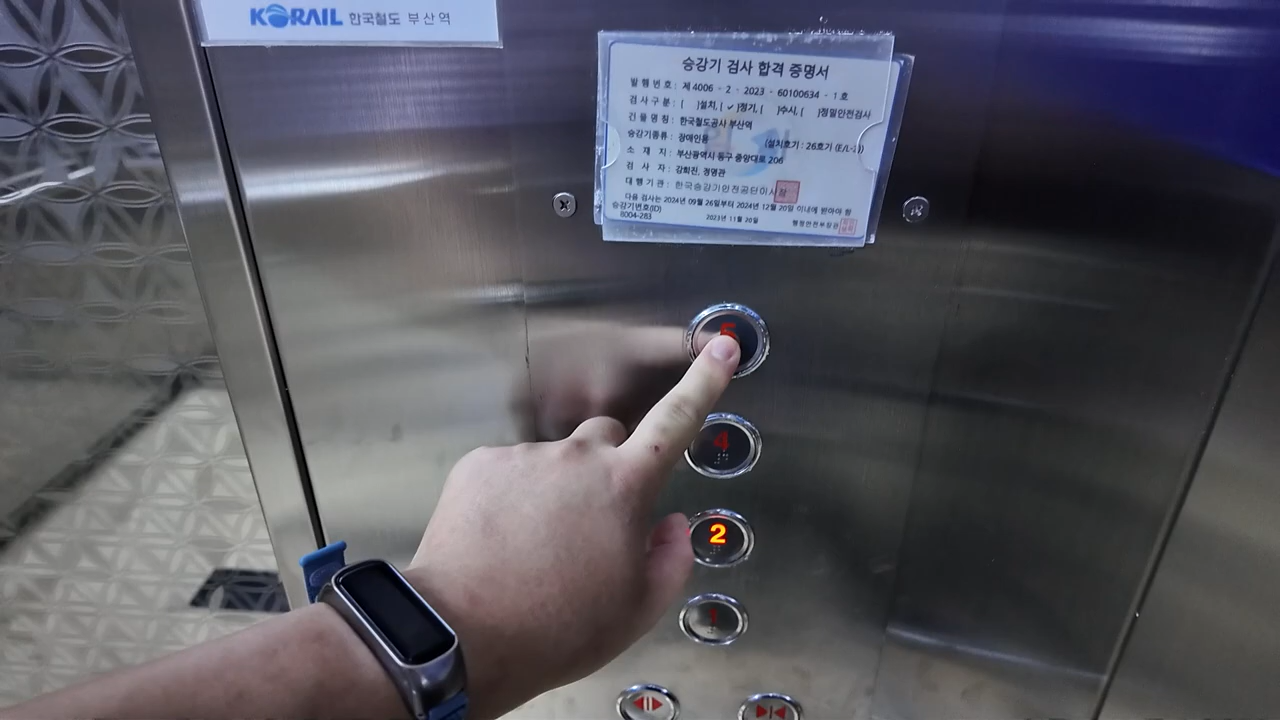 KORAIL 한국철도 부산역
승강기 검사 합격 증명서
발 행 번 호 : 제 4006 - 2 - 2023 - 60100634 - 1 호
검 사 구 분 : [ ]설치, [ ✓ ]정기, [ ]수시, [ ]정밀안전검사
건 물 명 칭 : 한국철도공사 부산역
승강기종류 : 장애인용 (설치호기 : 26호기 (E/L-
소 재 지 : 부산광역시 동구 중앙대로 206
검 사 자 : 강희진, 정명관
대 행 기 관 : 한국승강기안전공단이사장
다음 검사는 2024년 09월 26일부터 2024년 12월 20일 이내에 받아야 함
승강기번호(ID)
8004-283
2023년 11월 20일
행정안전부장관
5
4
2
1